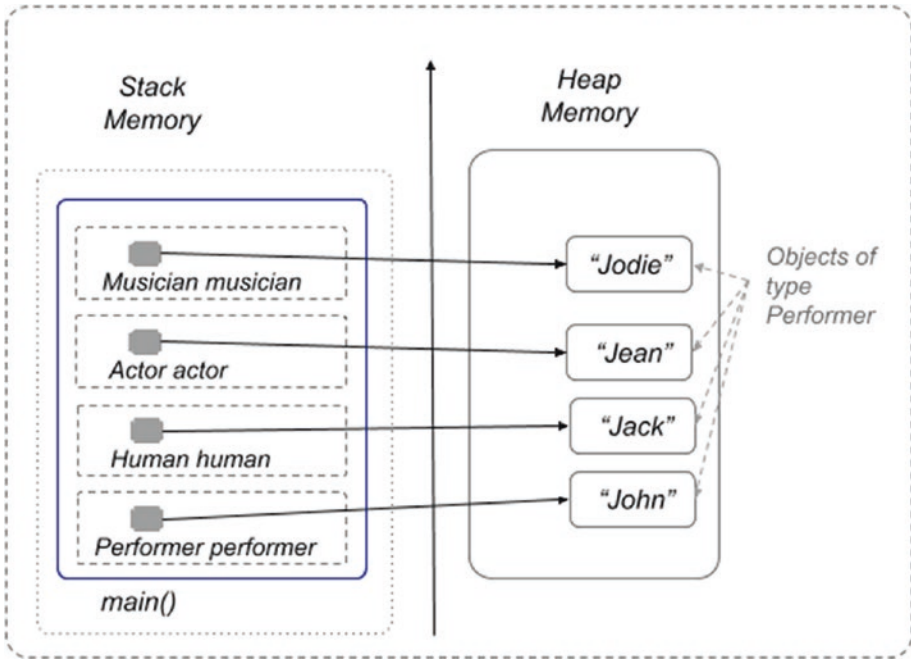 Stack
Memory
Heap
Memory
Musician musician
Actor actor
Human human
Performer performer
main()
“Jodie”
“Jean”
“Jack”
“John”
Objects of
type
Performer